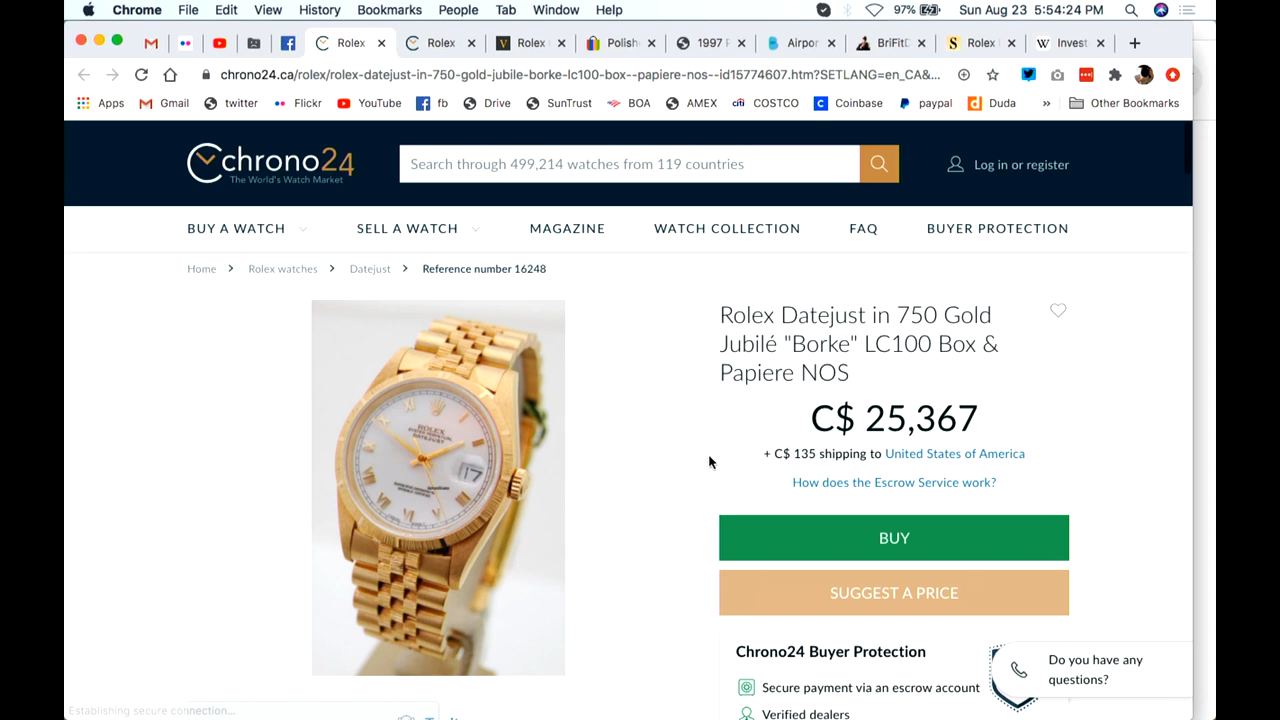 Chrome File Edit View History Bookmarks People Tab Window Help 97% Sun Aug 23 5:54:24 PM
Rolex Rolex Rolex Polish 1997 P Airpor BriFitD Rolex Invest
chrono24.ca/rolex/rolex-datejust-in-750-gold-jubile-borke-lc100-box--papiere-nos--id15774607.htm?SETLANG=en_CA&...
Apps Gmail twitter Flickr YouTube fb Drive SunTrust BOA AMEX COSTCO Coinbase paypal Duda » Other Bookmarks
chrono24
The World's Watch Market
Search through 499,214 watches from 119 countries
Log in or register
BUY A WATCH SELL A WATCH MAGAZINE WATCH COLLECTION FAQ BUYER PROTECTION
Home Rolex watches Datejust Reference number 16248
Rolex Datejust in 750 Gold
Jubilé "Borke" LC100 Box &
Papiere NOS
C$ 25,367
+ C$ 135 shipping to United States of America
How does the Escrow Service work?
BUY
SUGGEST A PRICE
Chrono24 Buyer Protection
Secure payment via an escrow account
Verified dealers
Do you have any
questions?
ROLEX
OYSTER PERPETUAL
DATEJUST
17
Establishing secure connection...